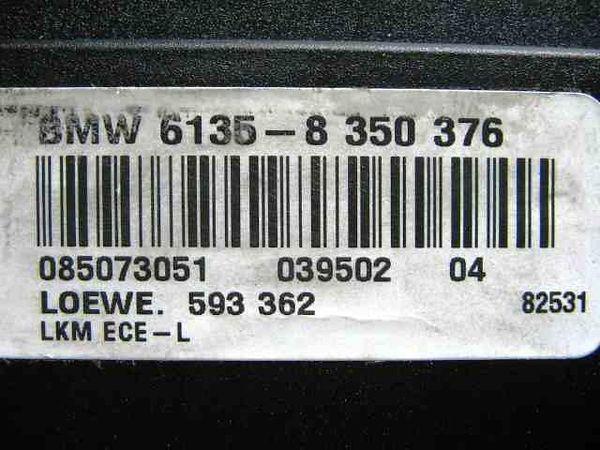 BMW 6135-8 350 376
085073051 039502 04
LOEWE. 593 362 82531
LKM ECE-L